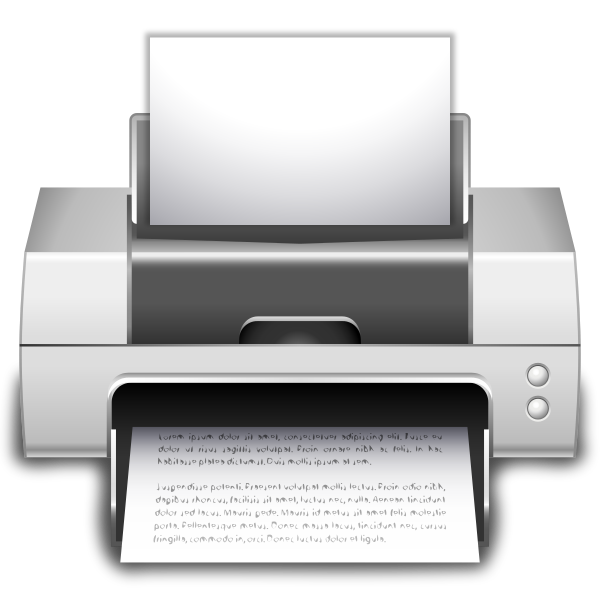 Lorem ipsum dolor sit amet, consectetuer adipiscing elit. Fusce eu
dolor ut risus sagittis volutpat. Proin ornare nibh ac felis. In hac
habitasse platea dictumst. Duis mollis ipsum at sem.
Suspendisse potenti. Praesent volutpat mollis lectus. Proin odio nibh,
dapibus rhoncus, facilisis sit amet, luctus nec, nulla. Aenean tincidunt
dolor sed lacus. Mauris pede. Mauris id metus sit amet felis molestie
porta. Pellentesque metus. Donec massa lacus, tincidunt nec, cursus
fringilla, commodo in, orci. Donec luctus dolor et ligula.